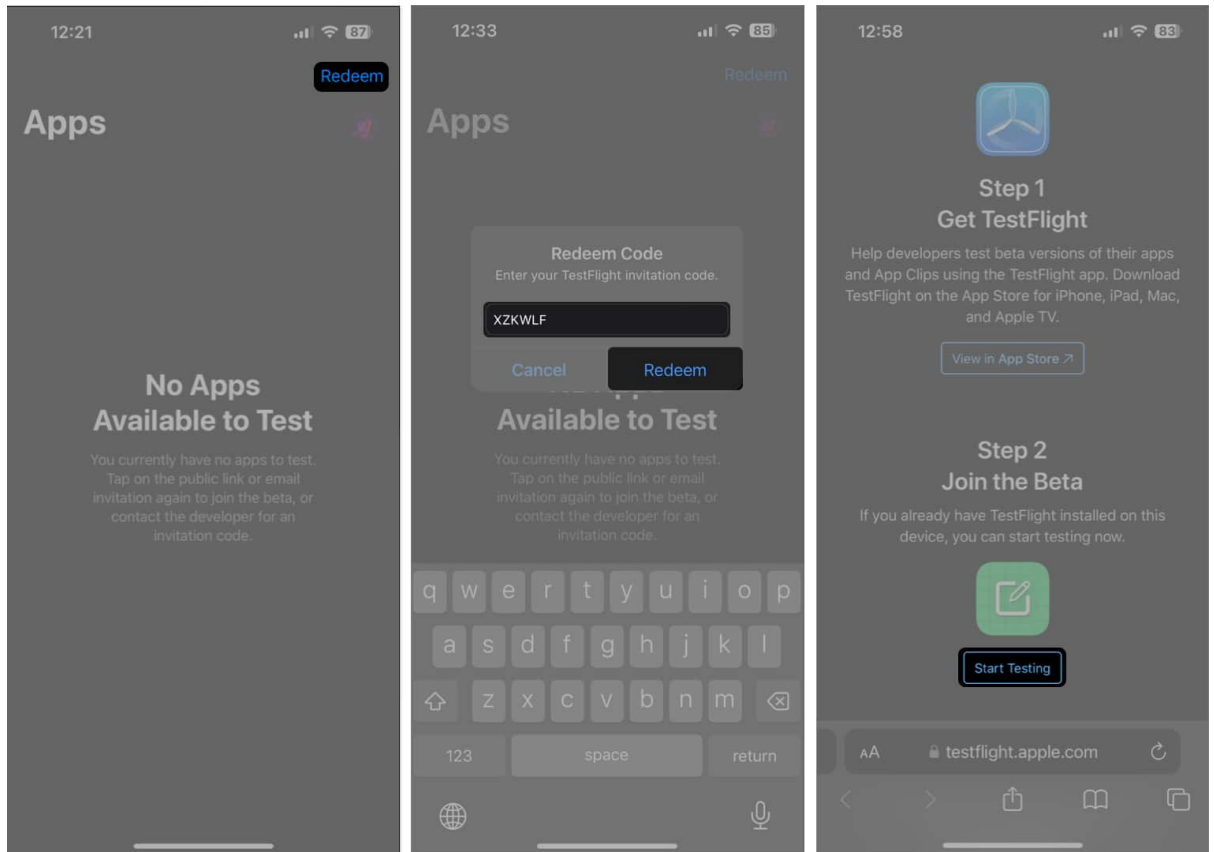 12:21
87
Redeem
Apps
No Apps
Available to Test
You currently have no apps to test.
Tap on the public link or email
invitation again to join the beta, or
contact the developer for an
invitation code.
12:33
85
Redeem
Apps
Redeem Code
Enter your TestFlight invitation code.
XZKWLF
Cancel
Redeem
Available to Test
You currently have no apps to test.
Tap on the public link or email
invitation again to join the beta, or
contact the developer for an
invitation code.
q w e r t y u i o p
a s d f g h j k l
z x c v b n m
123
space
return
12:58
83
Step 1
Get TestFlight
Help developers test beta versions of their apps
and App Clips using the TestFlight app. Download
TestFlight on the App Store for iPhone, iPad, Mac,
and Apple TV.
View in App Store ↗
Step 2
Join the Beta
If you already have TestFlight installed on this
device, you can start testing now.
Start Testing
AA
testflight.apple.com